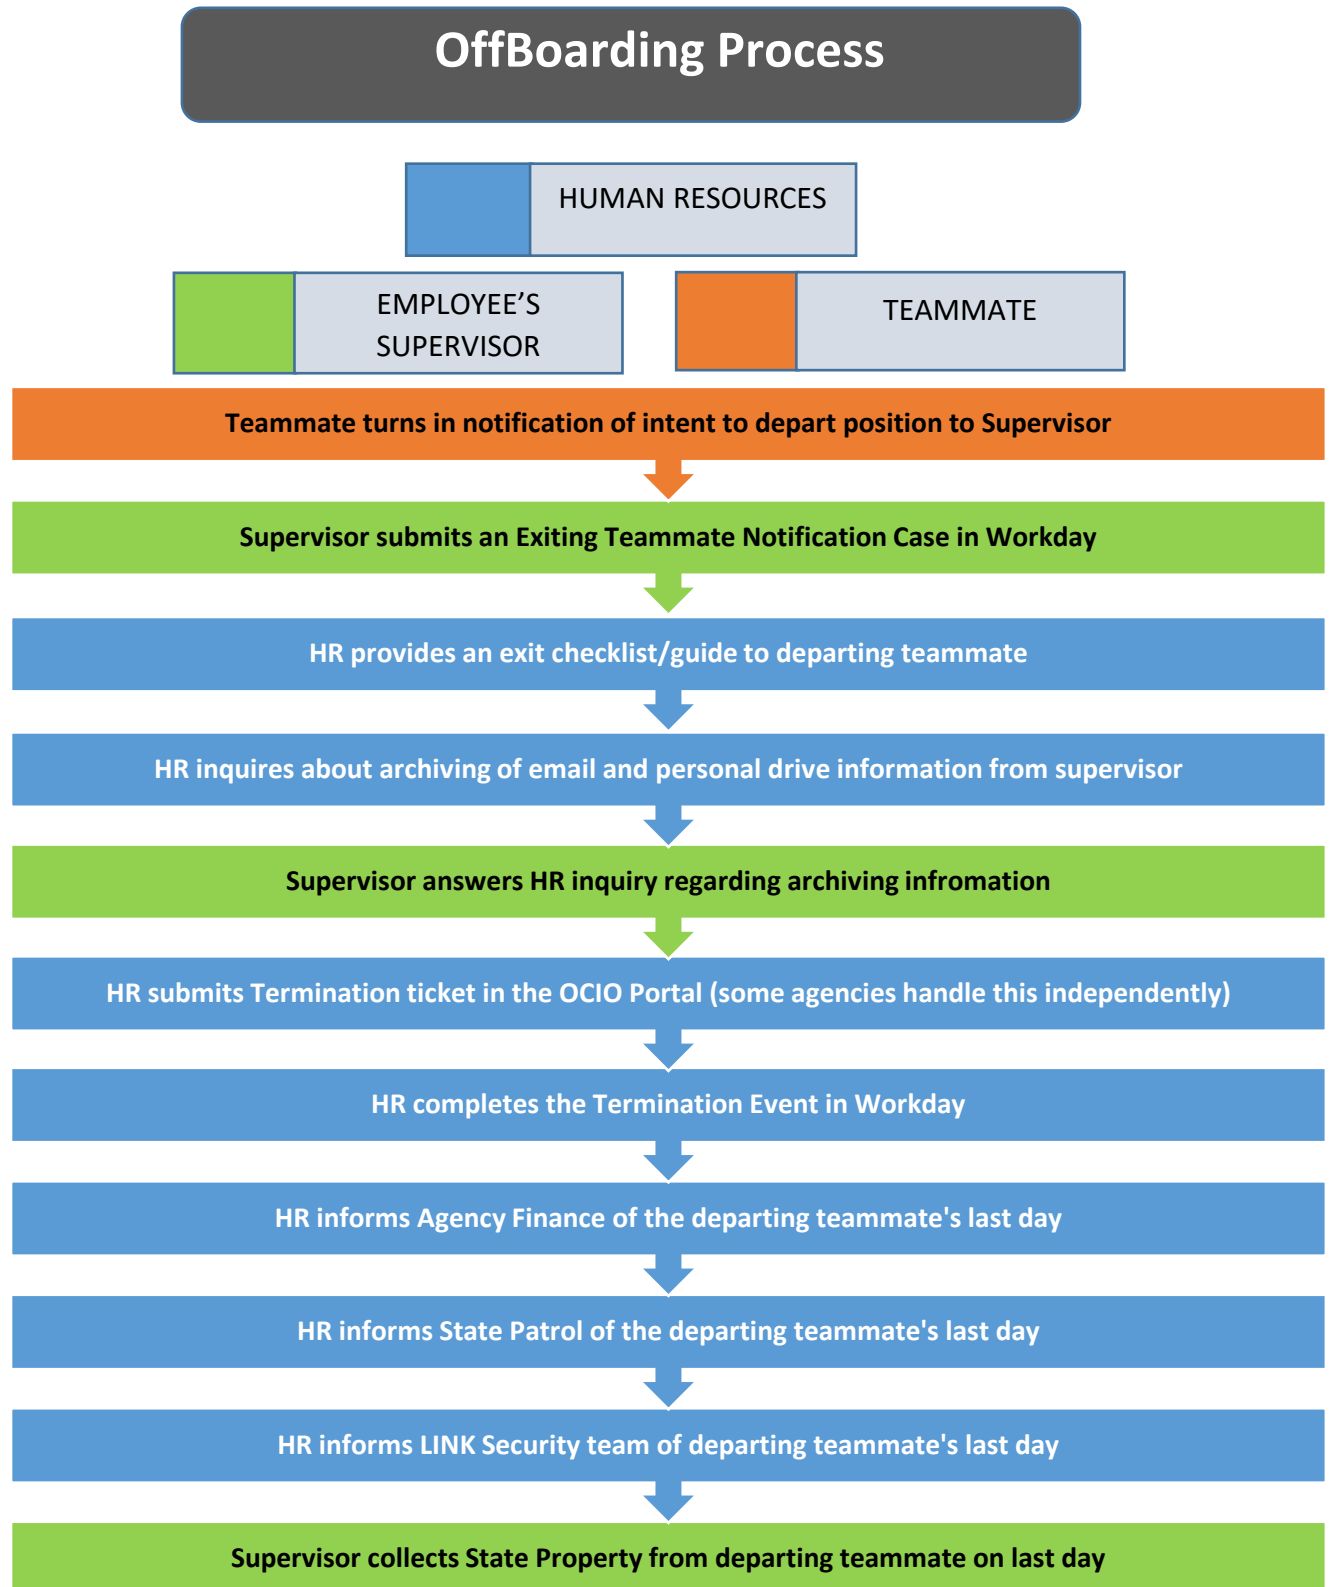 OffBoarding Process
HUMAN RESOURCES
EMPLOYEE’S
SUPERVISOR
TEAMMATE
Teammate turns in notification of intent to depart position to Supervisor
Supervisor submits an Exiting Teammate Notification Case in Workday
HR provides an exit checklist/guide to departing teammate
HR inquires about archiving of email and personal drive information from supervisor
Supervisor answers HR inquiry regarding archiving infromation
HR submits Termination ticket in the OCIO Portal (some agencies handle this independently)
HR completes the Termination Event in Workday
HR informs Agency Finance of the departing teammate's last day
HR informs State Patrol of the departing teammate's last day
HR informs LINK Security team of departing teammate's last day
Supervisor collects State Property from departing teammate on last day